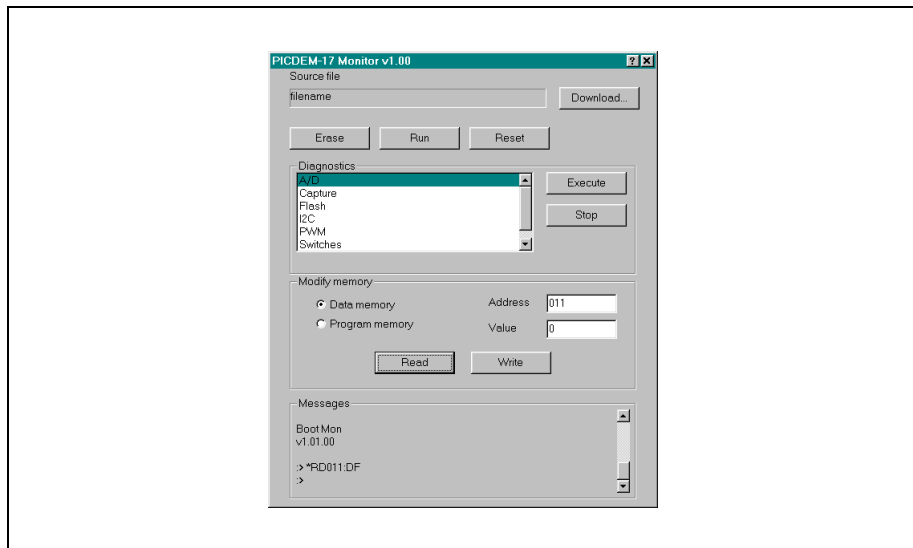 PICDEM-17 Monitor v1.00
Source file
filename
Download...
Erase Run Reset
Diagnostics
A/D
Capture
Flash
I2C
PWM
Switches
Execute
Stop
Modify memory
Data memory
Program memory
Address 011
Value 0
Read Write
Messages
Boot Mon
v1.01.00
:> *RD011:DF
:>